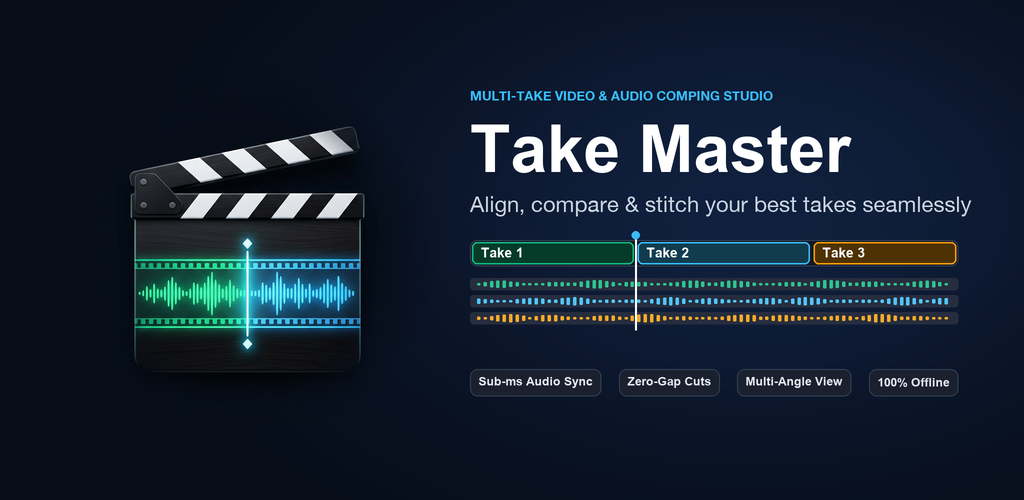 MULTI-TAKE VIDEO & AUDIO COMPING STUDIO
Take Master
Align, compare & stitch your best takes seamlessly
Take 1 Take 2 Take 3
Sub-ms Audio Sync Zero-Gap Cuts Multi-Angle View 100% Offline